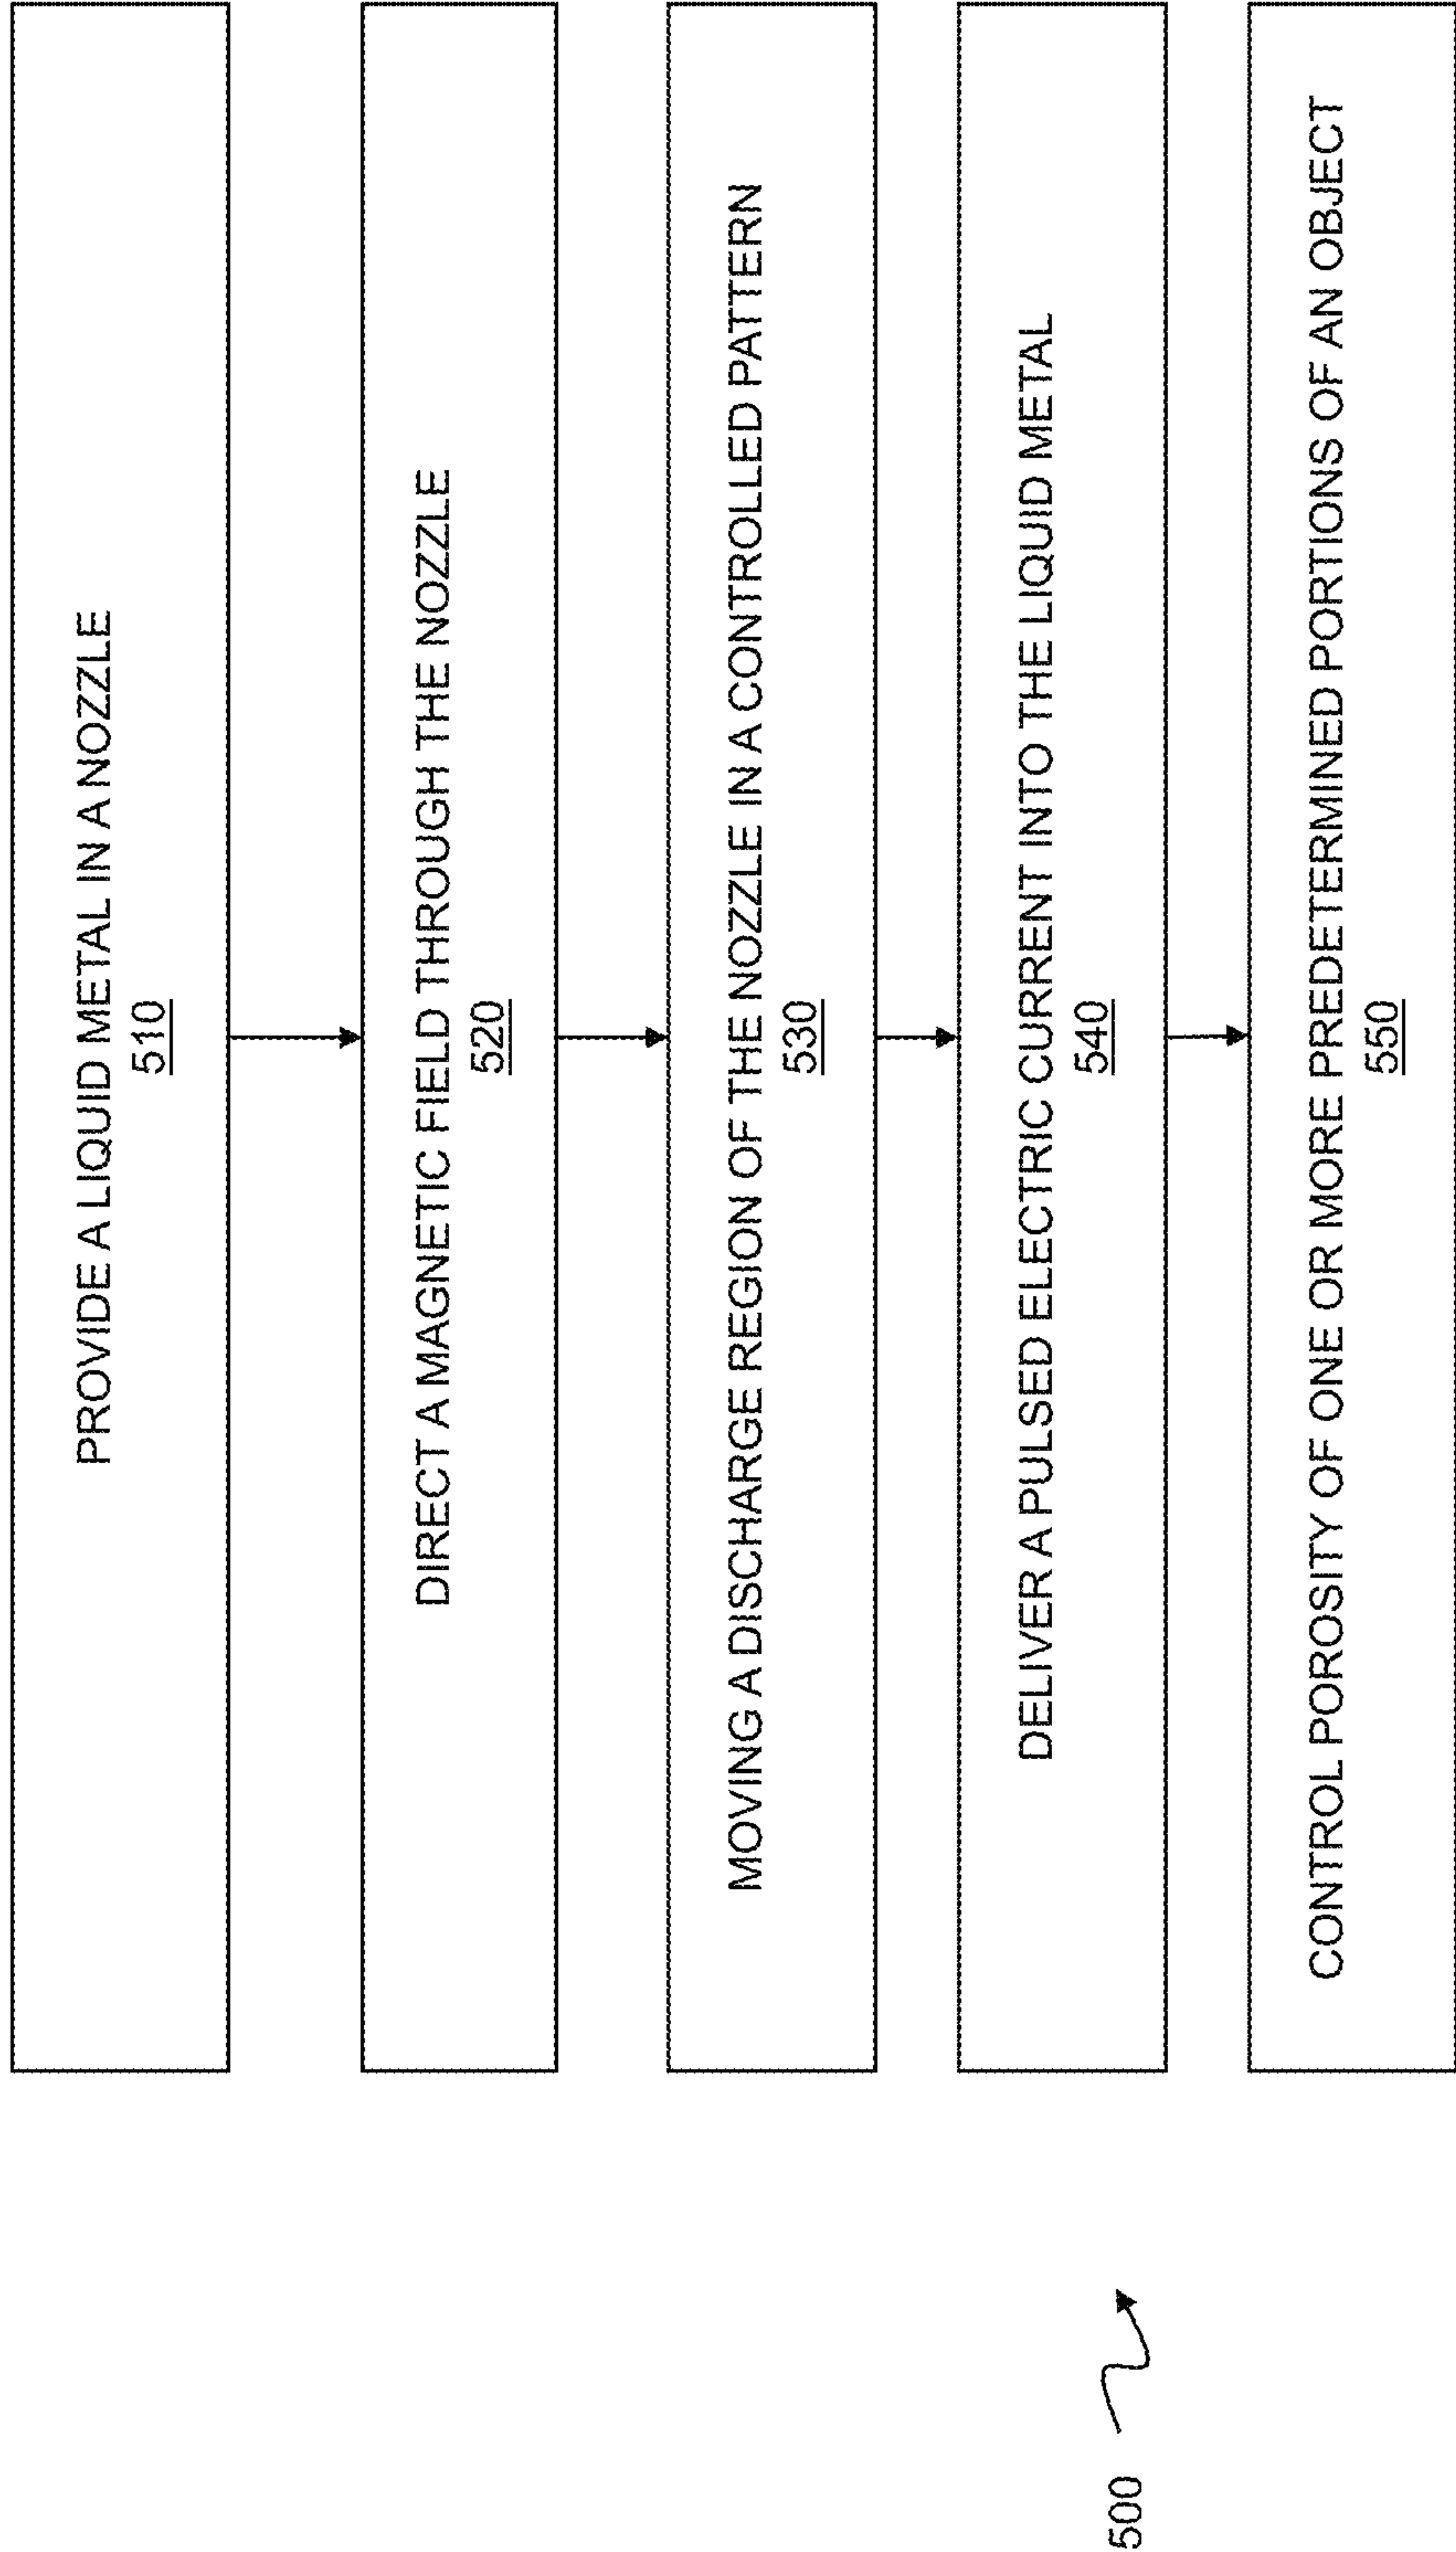 PROVIDE A LIQUID METAL IN A NOZZLE
510
DIRECT A MAGNETIC FIELD THROUGH THE NOZZLE
520
MOVING A DISCHARGE REGION OF THE NOZZLE IN A CONTROLLED PATTERN
530
DELIVER A PULSED ELECTRIC CURRENT INTO THE LIQUID METAL
540
CONTROL POROSITY OF ONE OR MORE PREDETERMINED PORTIONS OF AN OBJECT
550
500